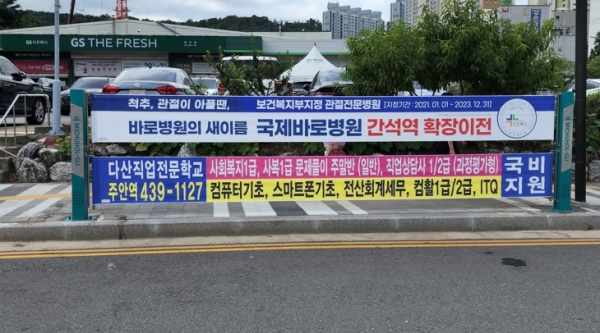 GS THE FRESH
척추, 관절이 아플땐, 보건복지부지정 관절전문병원 [지정기간 : 2021. 01. 01 ~ 2023. 12. 31]
바로병원의 새이름 국제바로병원 간석역 확장이전
다산직업전문학교 사회복지1급, 사복1급 문제풀이 주말반 (일반), 직업상담사 1/2급 (과정평가형) 국비
주안역 439-1127 컴퓨터기초, 스마트폰기초, 전산회계세무, 컴활1급/2급, ITQ 지원